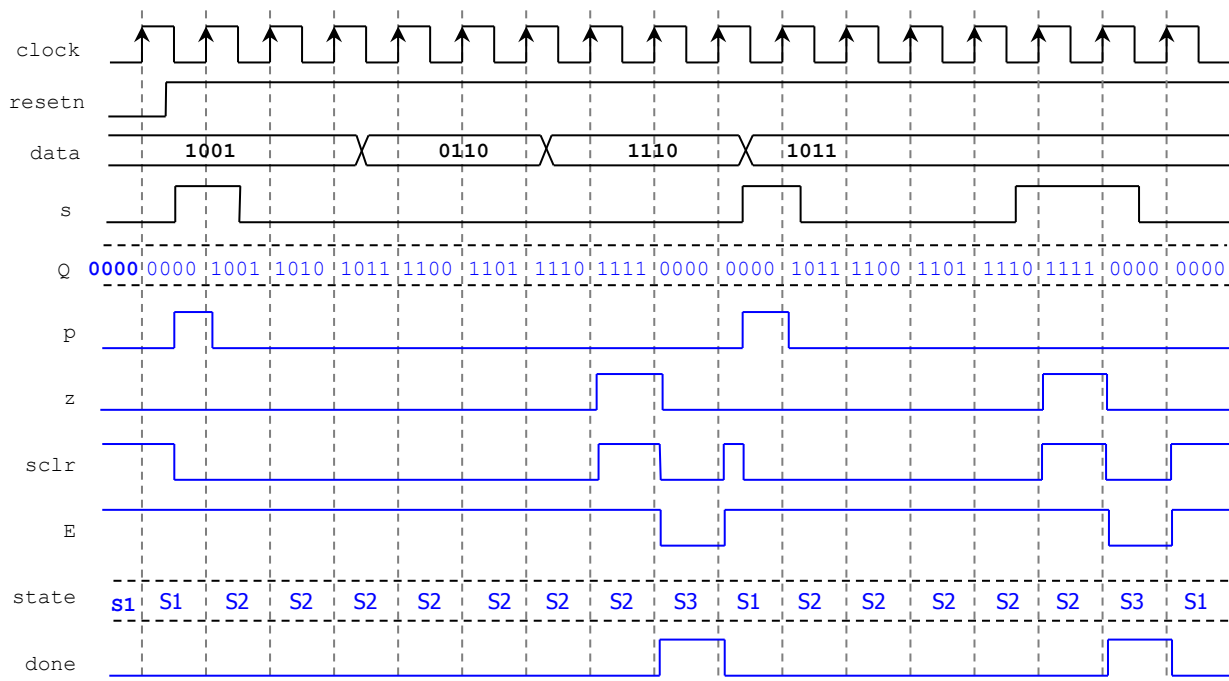 clock
resetn
data 1001 0110 1110 1011
s
Q 0000 0000 1001 1010 1011 1100 1101 1110 1111 0000 0000 1011 1100 1101 1110 1111 0000 0000
p
z
sclr
E
state S1 S1 S2 S2 S2 S2 S2 S2 S2 S3 S1 S2 S2 S2 S2 S2 S3 S1
done